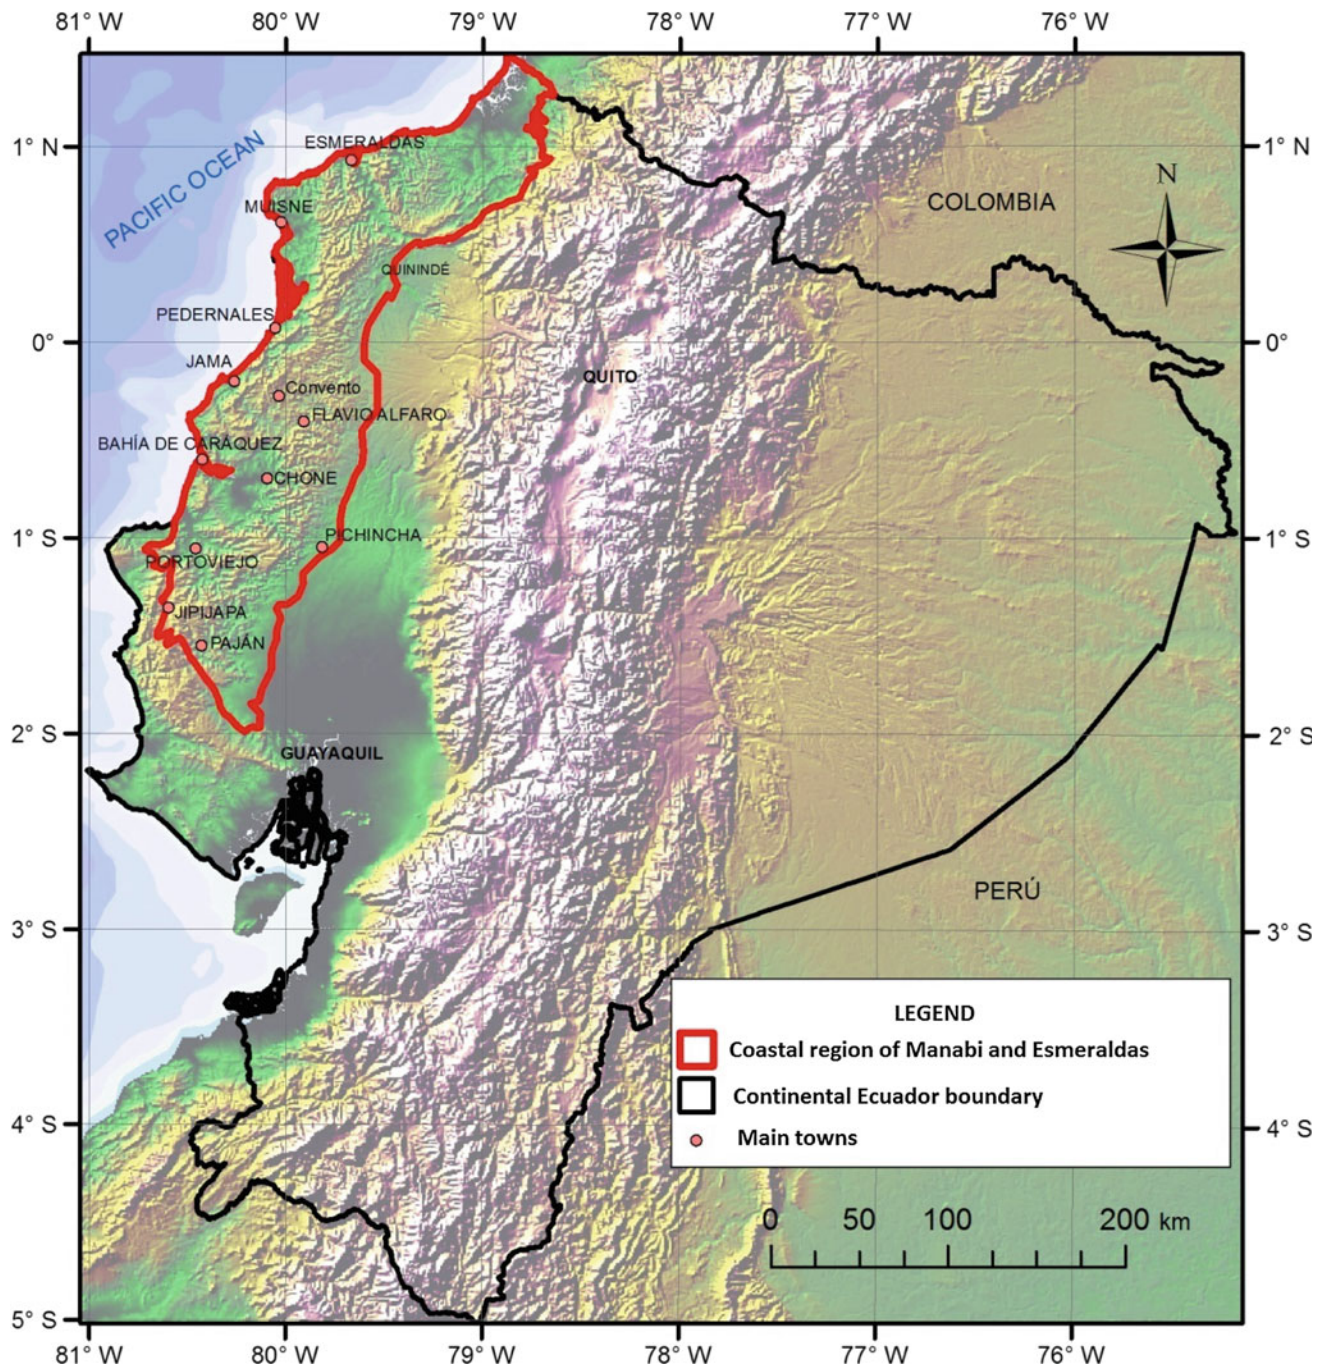 81° W 80° W 79° W 78° W 77° W 76° W
1° N
1° N
PACIFIC OCEAN
ESMERALDAS
MUISNE
N
COLOMBIA
QUININDÉ
PEDERNALES
0°
0°
JAMA
QUITO
Convento
FLAVIO ALFARO
BAHÍA DE CARÁQUEZ
CHONE
1° S
PICHINCHA
1° S
PORTOVIEJO
JIPIJAPA
PAJÁN
2° S
2° S
GUAYAQUIL
PERÚ
3° S
3° S
LEGEND
Coastal region of Manabi and Esmeraldas
Continental Ecuador boundary
Main towns
4° S
4° S
0 50 100 200 km
5° S
81° W 80° W 79° W 78° W 77° W 76° W